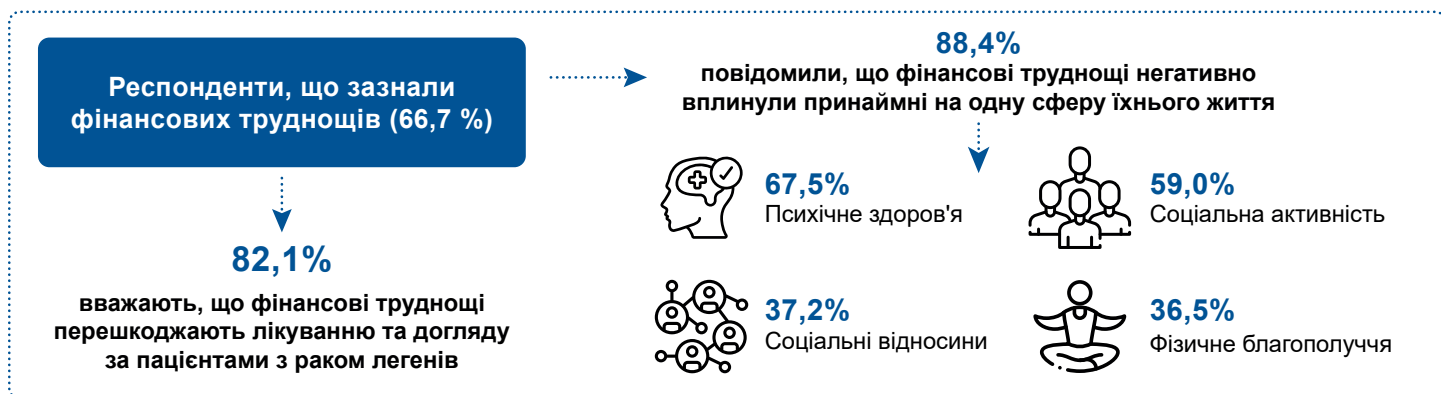 Респонденти, що зазнали
фінансових труднощів (66,7 %)
82,1%
вважають, що фінансові труднощі
перешкоджають лікуванню та догляду
за пацієнтами з раком легенів
88,4%
повідомили, що фінансові труднощі негативно
вплинули принаймні на одну сферу їхнього життя
67,5%
Психічне здоров'я
59,0%
Соціальна активність
37,2%
Соціальні відносини
36,5%
Фізичне благополуччя